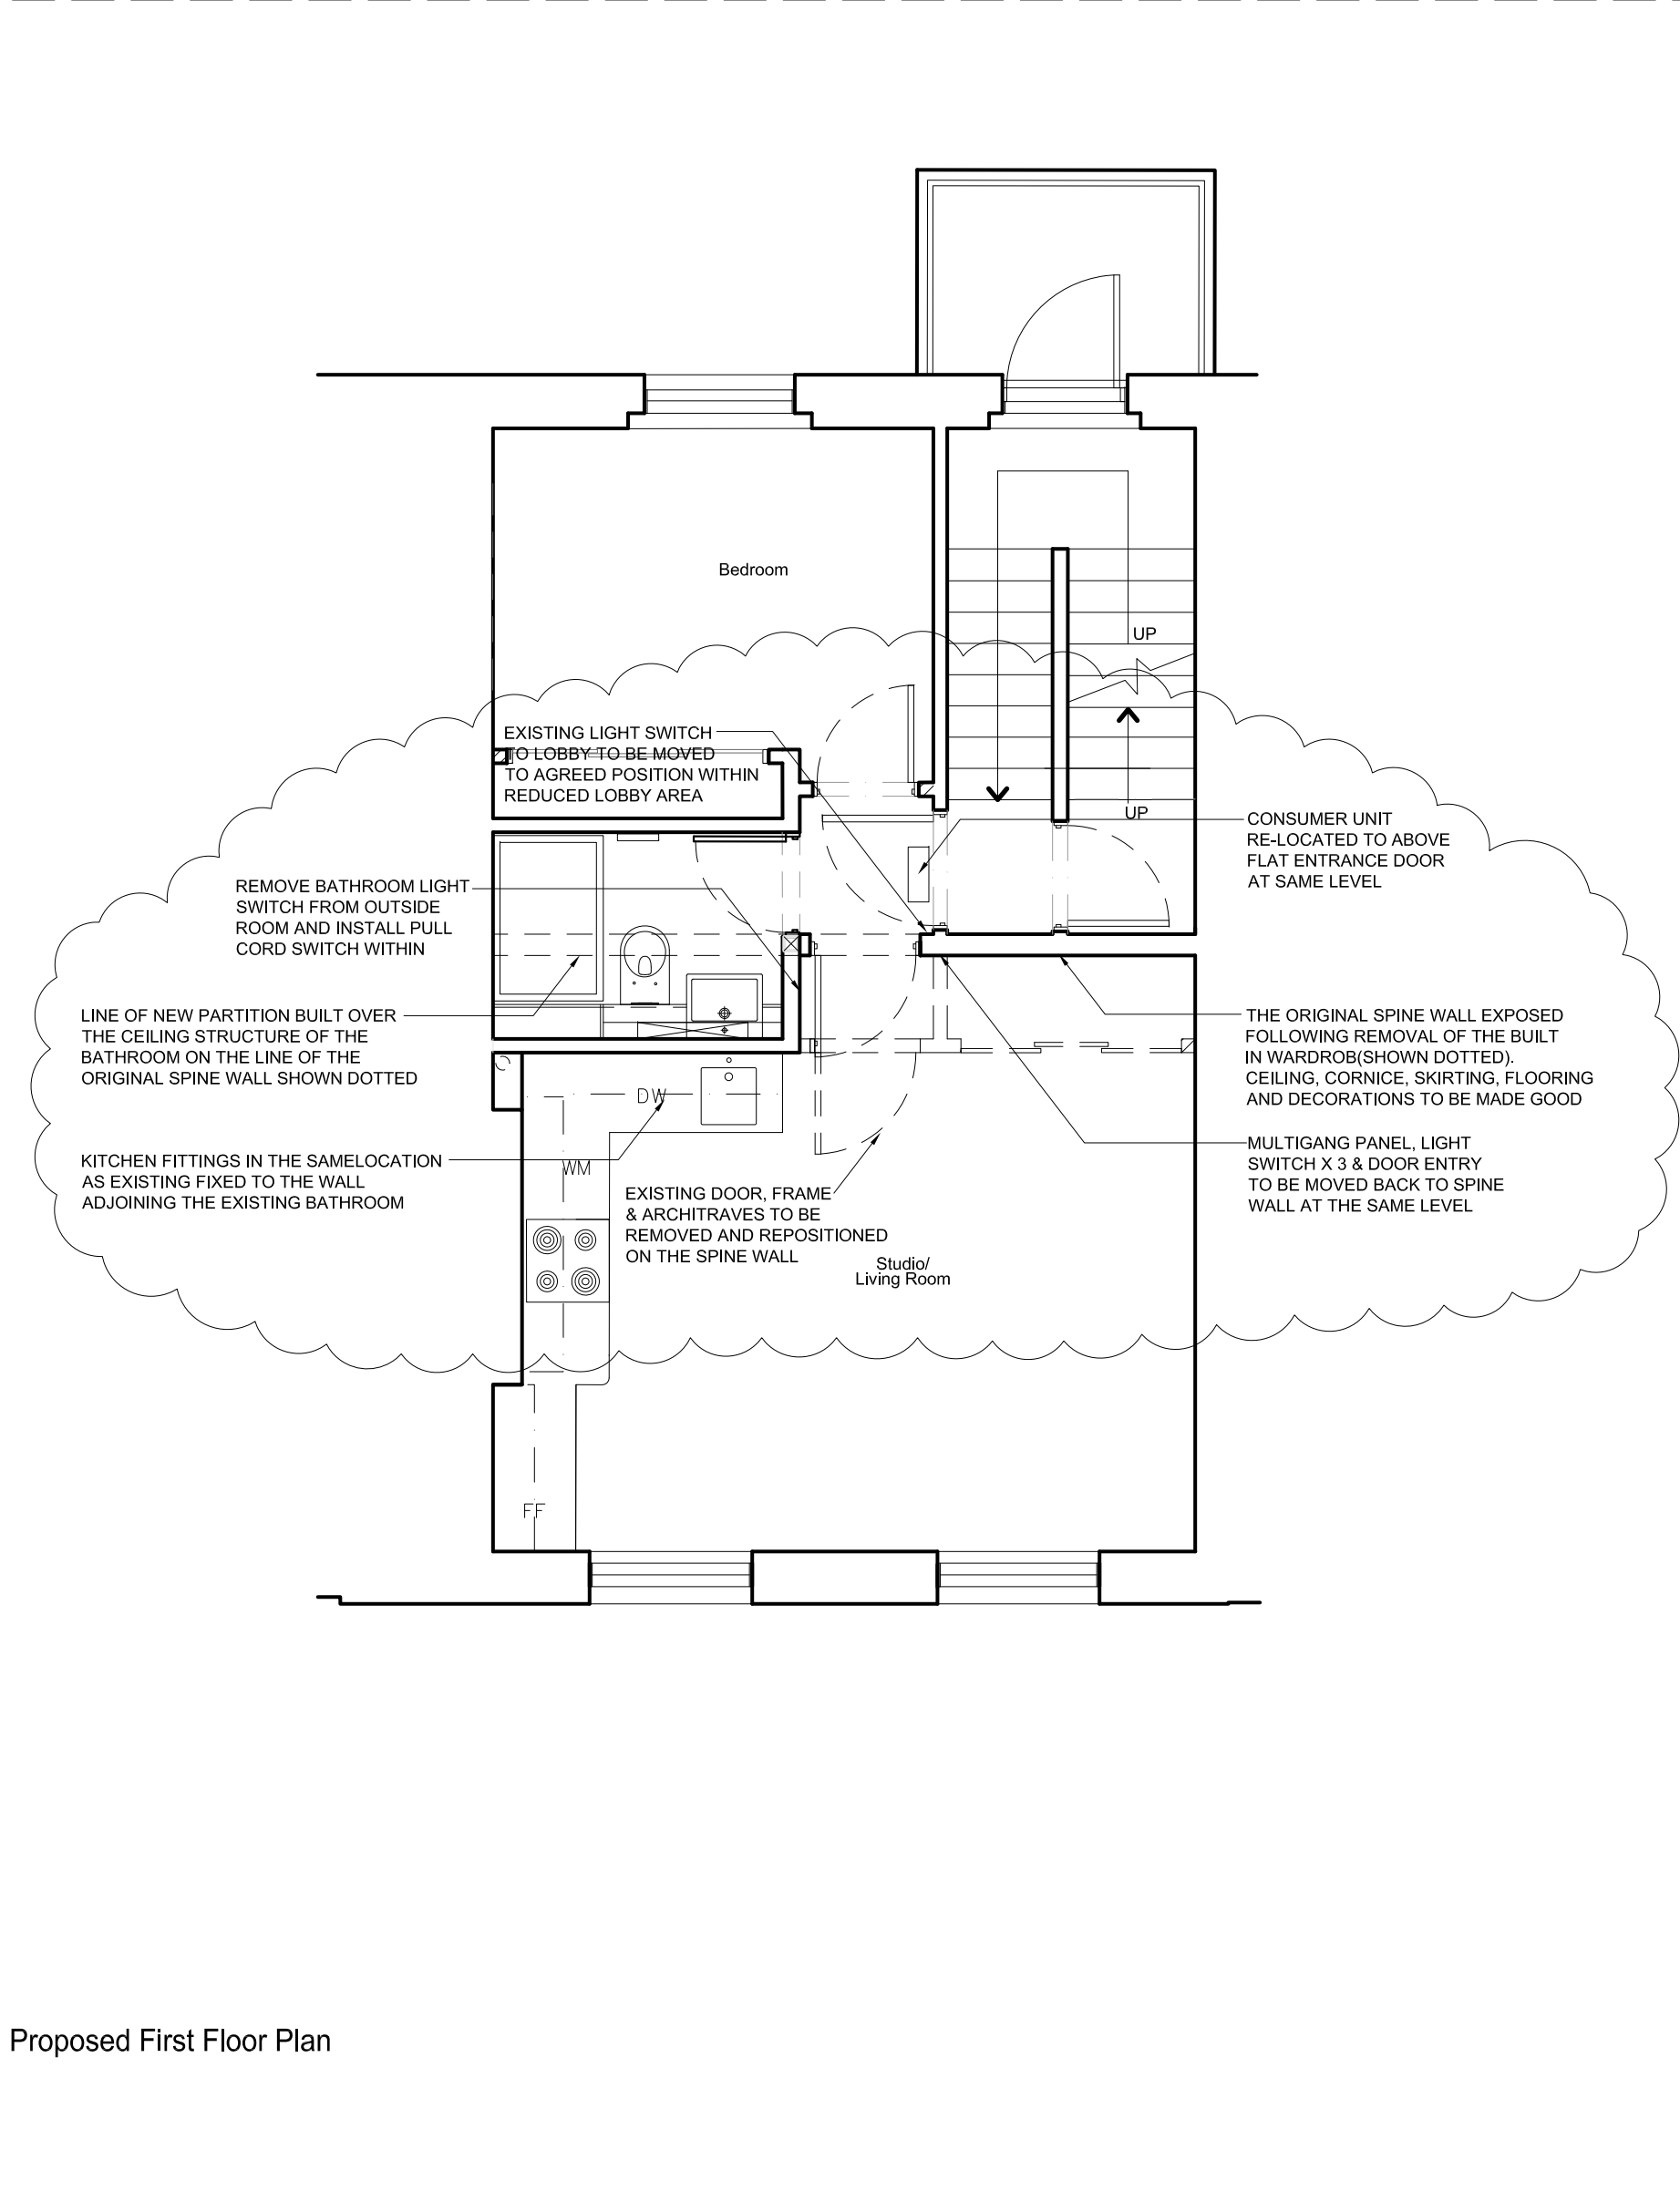 Bedroom
UP
EXISTING LIGHT SWITCH
TO LOBBY TO BE MOVED
TO AGREED POSITION WITHIN
REDUCED LOBBY AREA
UP
CONSUMER UNIT
RE-LOCATED TO ABOVE
FLAT ENTRANCE DOOR
AT SAME LEVEL
REMOVE BATHROOM LIGHT
SWITCH FROM OUTSIDE
ROOM AND INSTALL PULL
CORD SWITCH WITHIN
LINE OF NEW PARTITION BUILT OVER
THE CEILING STRUCTURE OF THE
BATHROOM ON THE LINE OF THE
ORIGINAL SPINE WALL SHOWN DOTTED
THE ORIGINAL SPINE WALL EXPOSED
FOLLOWING REMOVAL OF THE BUILT
IN WARDROB(SHOWN DOTTED).
CEILING, CORNICE, SKIRTING, FLOORING
AND DECORATIONS TO BE MADE GOOD
DW
KITCHEN FITTINGS IN THE SAMELOCATION
AS EXISTING FIXED TO THE WALL
ADJOINING THE EXISTING BATHROOM
WM
MULTIGANG PANEL, LIGHT
SWITCH X 3 & DOOR ENTRY
TO BE MOVED BACK TO SPINE
WALL AT THE SAME LEVEL
EXISTING DOOR, FRAME
& ARCHITRAVES TO BE
REMOVED AND REPOSITIONED
ON THE SPINE WALL
Studio/
Living Room
FF
Proposed First Floor Plan